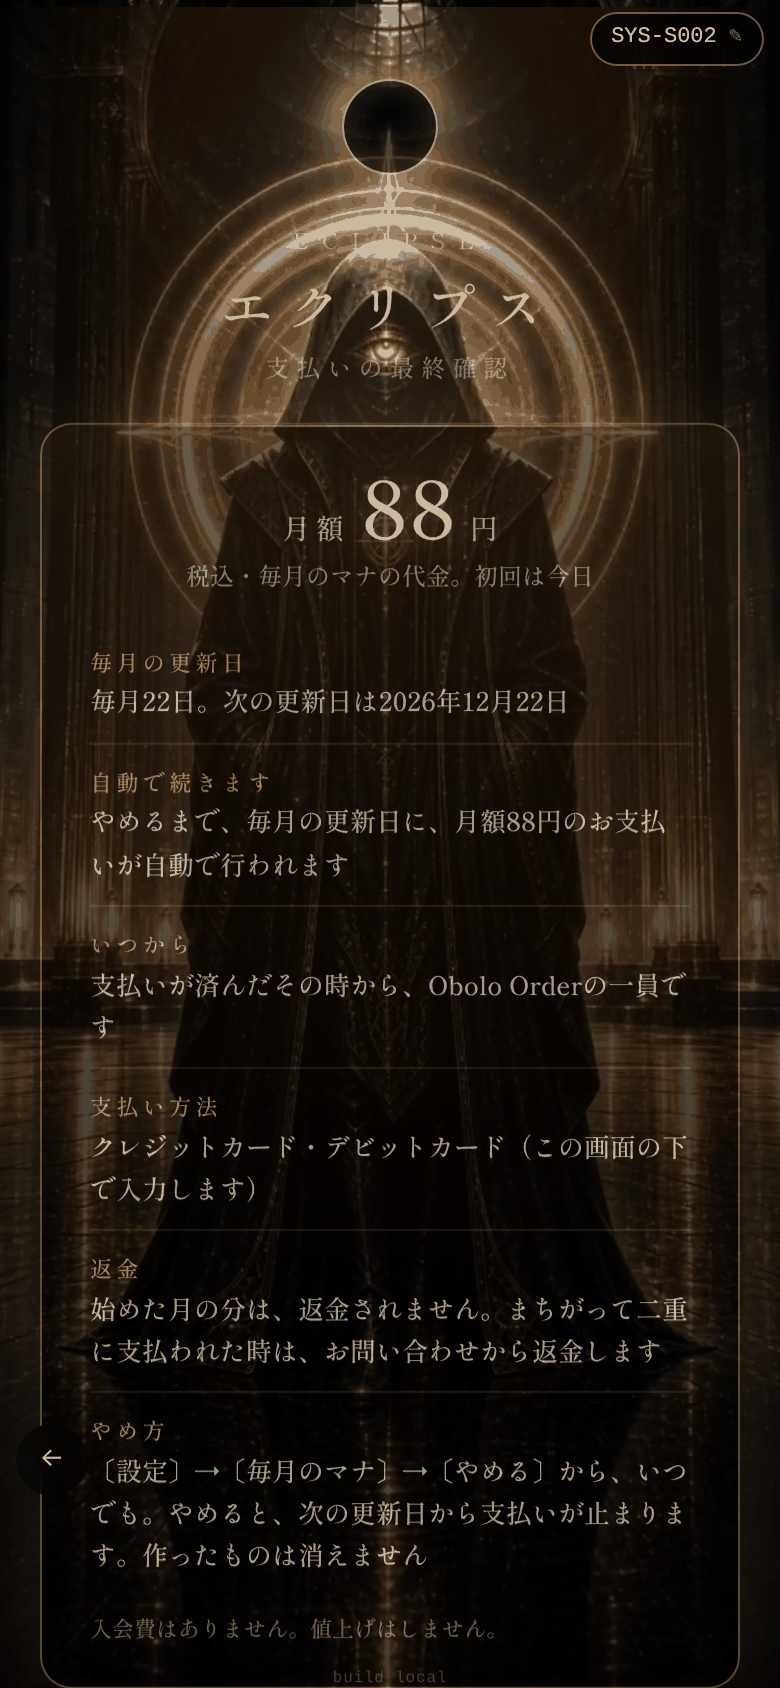 SYS-S002 ✎
ECLIPSE
エクリプス
支払いの最終確認
月額 88 円
税込・毎月のマナの代金。初回は今日
毎月の更新日
毎月22日。次の更新日は2026年12月22日
自動で続きます
やめるまで、毎月の更新日に、月額88円のお支払
いが自動で行われます
いつから
支払いが済んだその時から、Obolo Orderの一員で
す
支払い方法
クレジットカード・デビットカード（この画面の下
で入力します）
返金
始めた月の分は、返金されません。まちがって二重
に支払われた時は、お問い合わせから返金します
やめ方
←
〔設定〕→〔毎月のマナ〕→〔やめる〕から、いつ
でも。やめると、次の更新日から支払いが止まりま
す。作ったものは消えません
入会費はありません。値上げはしません。
build local